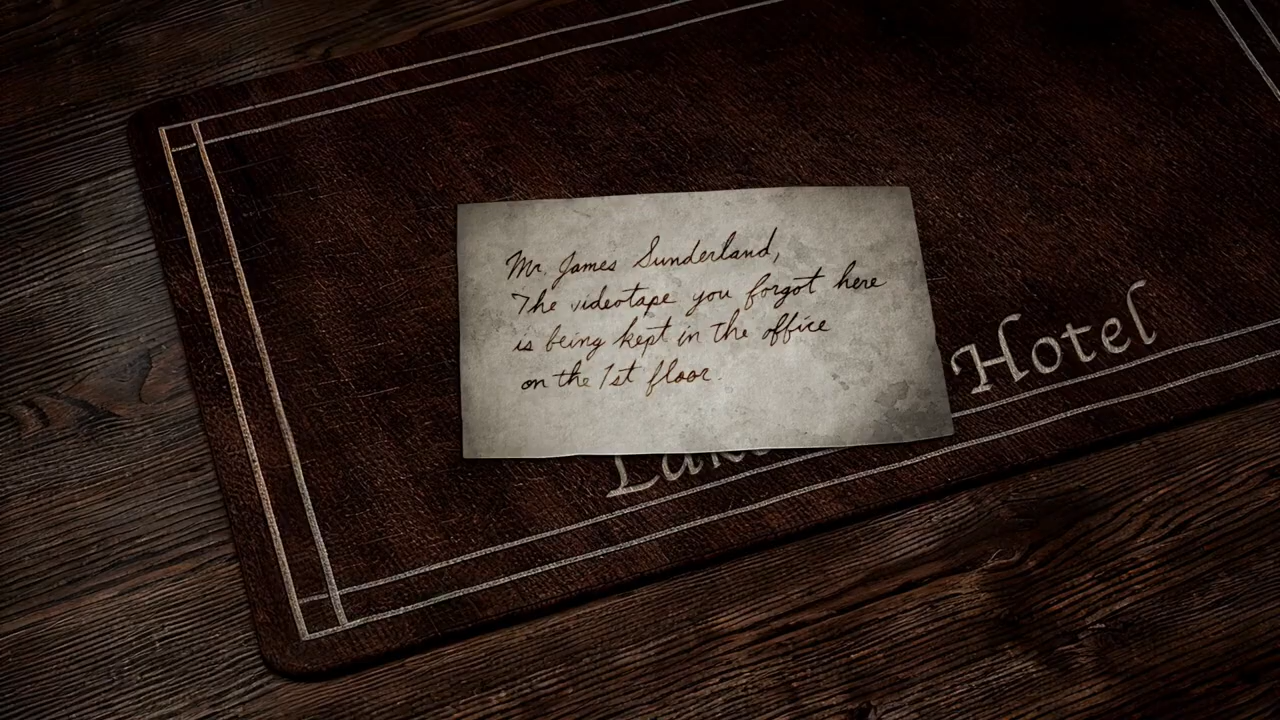 Mr. James Sunderland,
The videotape you forgot here
is being kept in the office
on the 1st floor.
Hotel